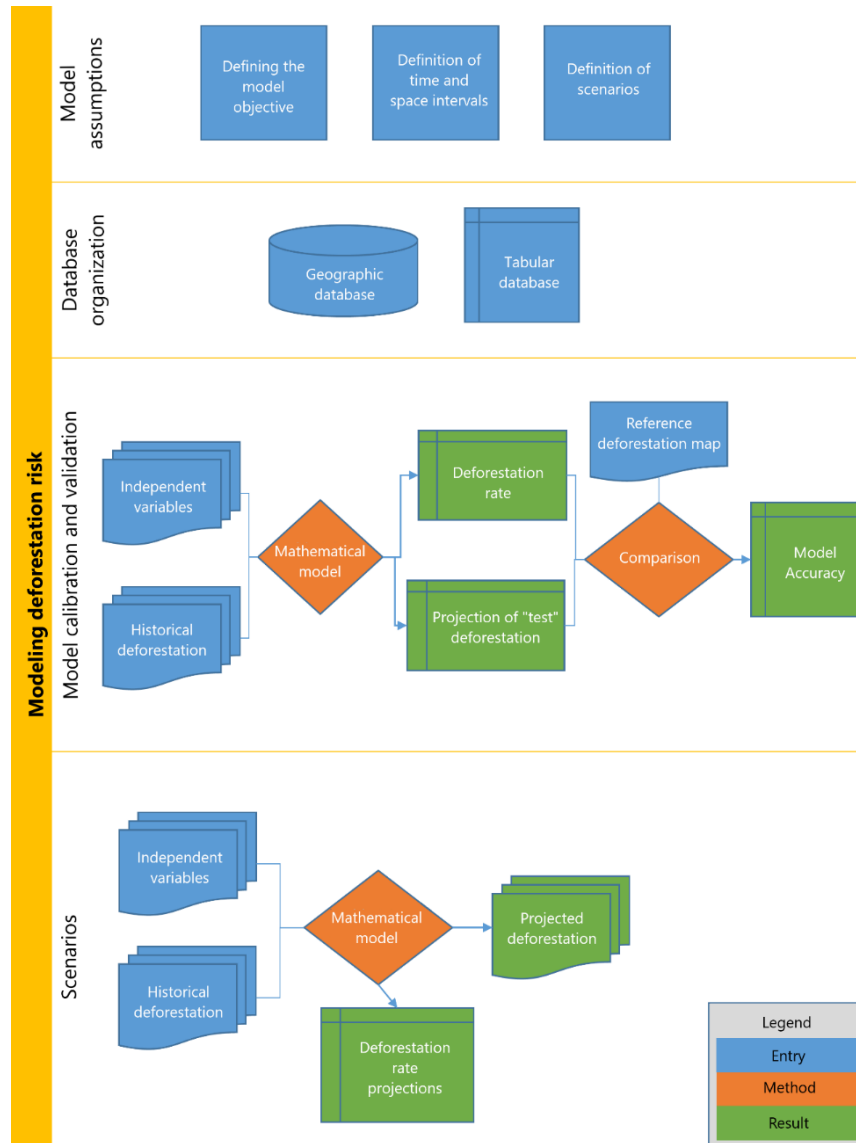 Modeling deforestation risk
Model
assumptions
Defining the
model
objective
Definition of
time and
space intervals
Definition of
scenarios
Database
organization
Geographic
database
Tabular
database
Model calibration and validation
Independent
variables
Historical
deforestation
Mathematical
model
Deforestation
rate
Projection of "test"
deforestation
Reference
deforestation map
Comparison
Model
Accuracy
Scenarios
Independent
variables
Historical
deforestation
Mathematical
model
Projected
deforestation
Deforestation
rate
projections
Legend
Entry
Method
Result